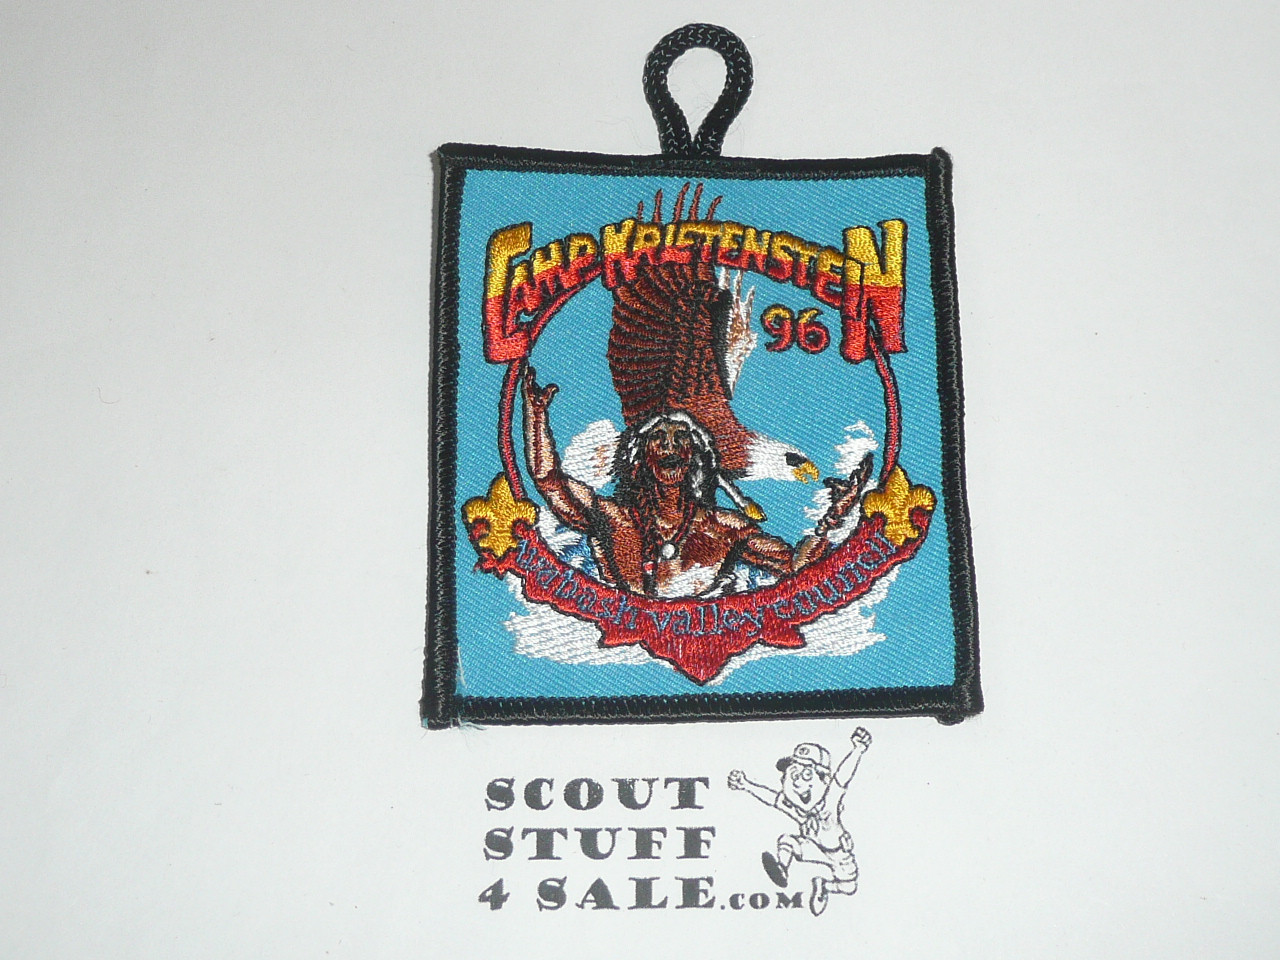 CAMP KRIETENSTEIN
96
wabash valley council
SCOUT
STUFF
4 SALE.COM